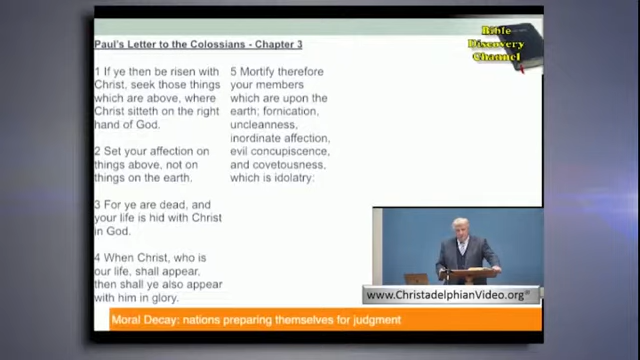 Paul's Letter to the Colossians - Chapter 3
1 If ye then be risen with
Christ, seek those things
which are above, where
Christ sitteth on the right
hand of God.
2 Set your affection on
things above, not on
things on the earth.
3 For ye are dead, and
your life is hid with Christ
in God.
4 When Christ, who is
our life, shall appear,
then shall ye also appear
with him in glory.
5 Mortify therefore
your members
which are upon the
earth; fornication,
uncleanness,
inordinate affection,
evil concupiscence,
and covetousness,
which is idolatry:
Bible
Discovery
Channel
www.ChristadelphianVideo.org
Moral Decay: nations preparing themselves for judgment